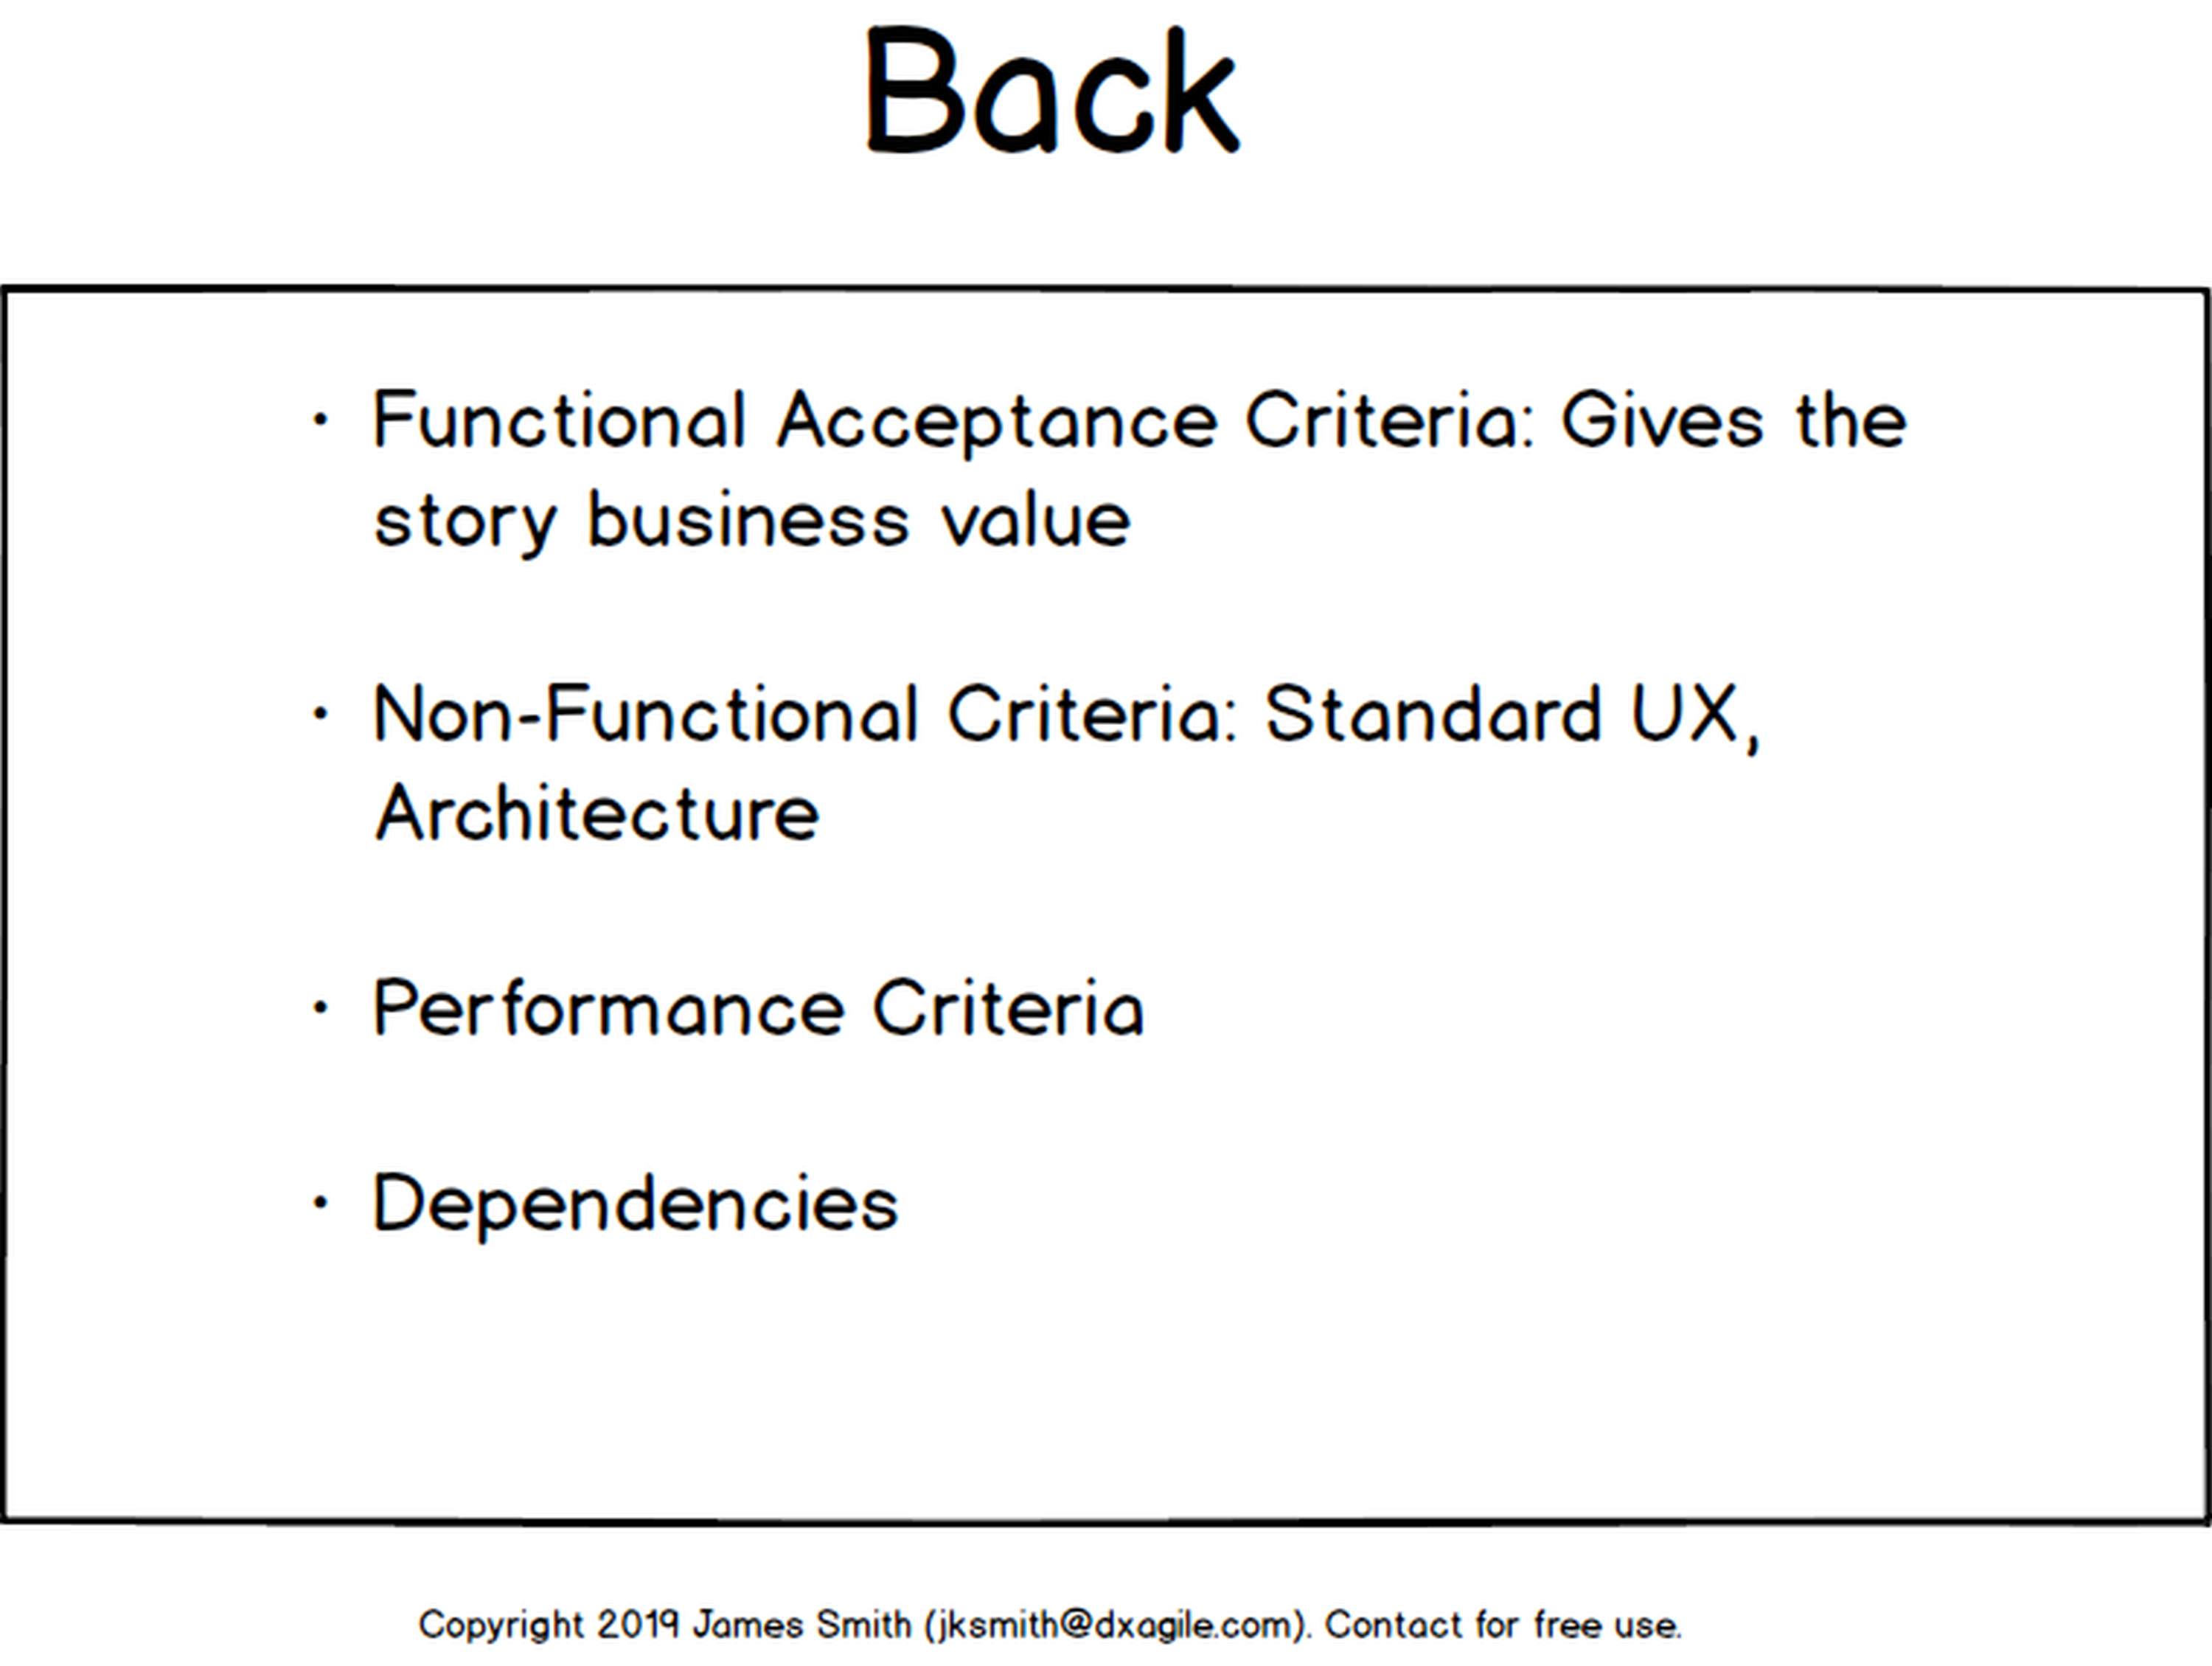 Back
• Functional Acceptance Criteria: Gives the
story business value
• Non-Functional Criteria: Standard UX,
Architecture
• Performance Criteria
• Dependencies
Copyright 2019 James Smith (jksmith@dxagile.com). Contact for free use.